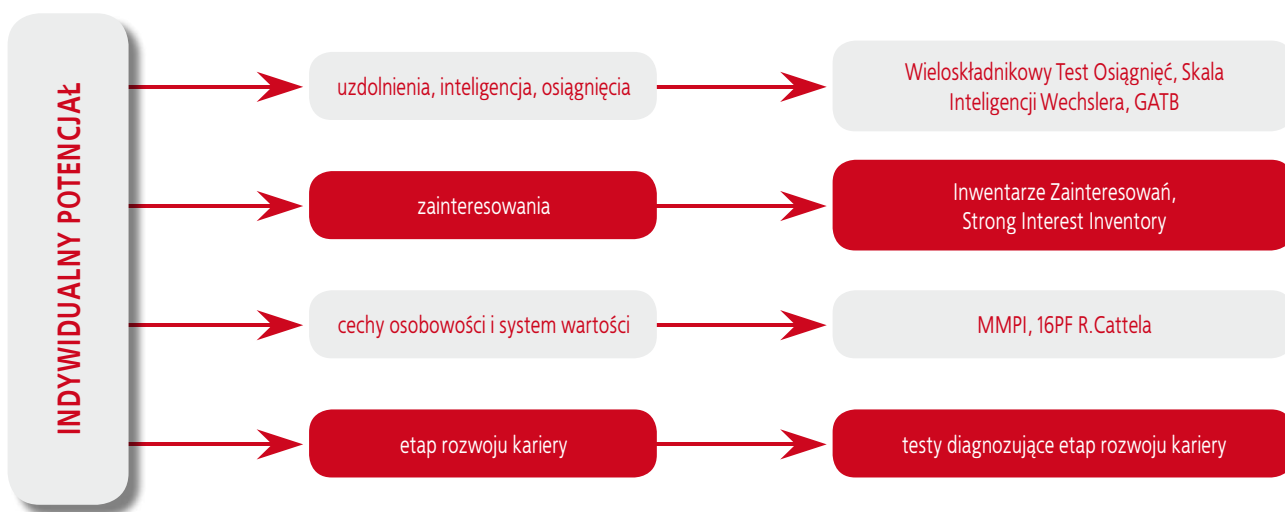 INDYWIDUALNY POTENCJAŁ
uzdolnienia, inteligencja, osiągnięcia
Wieloskładnikowy Test Osiągnięć, Skala
Inteligencji Wechslera, GATB
zainteresowania
Inwentarze Zainteresowań,
Strong Interest Inventory
cechy osobowości i system wartości
MMPI, 16PF R.Cattela
etap rozwoju kariery
testy diagnozujące etap rozwoju kariery